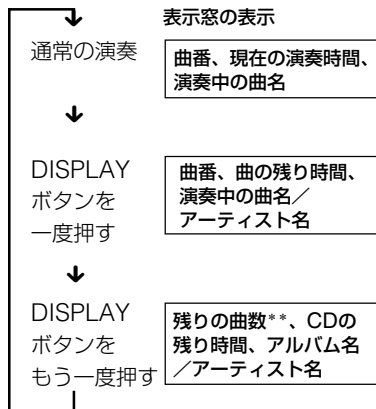 表示窓の表示
通常の演奏
曲番、現在の演奏時間、
演奏中の曲名
DISPLAY
ボタンを
一度押す
曲番、曲の残り時間、
演奏中の曲名／
アーティスト名
DISPLAY
ボタンを
もう一度押す
残りの曲数**、CDの
残り時間、アルバム名
／アーティスト名